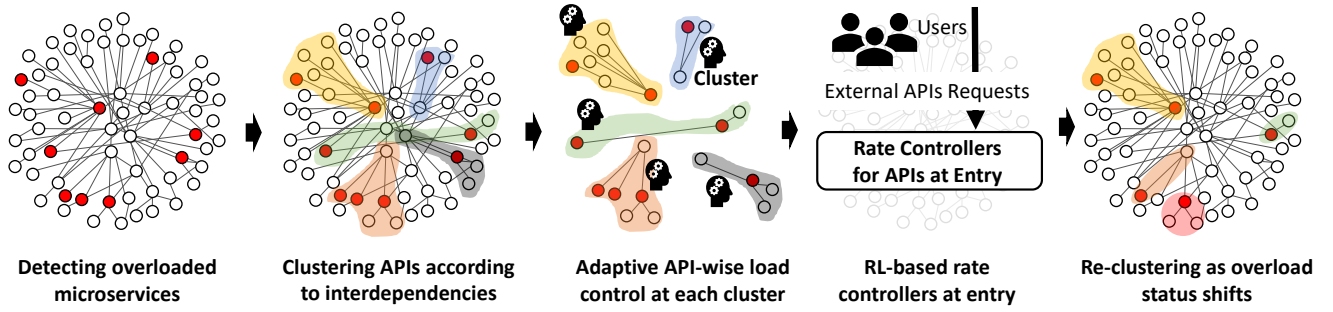 Users
External APIs Requests
Cluster
Rate Controllers
for APIs at Entry
Detecting overloaded
microservices
Clustering APIs according
to interdependencies
Adaptive API-wise load
control at each cluster
RL-based rate
controllers at entry
Re-clustering as overload
status shifts